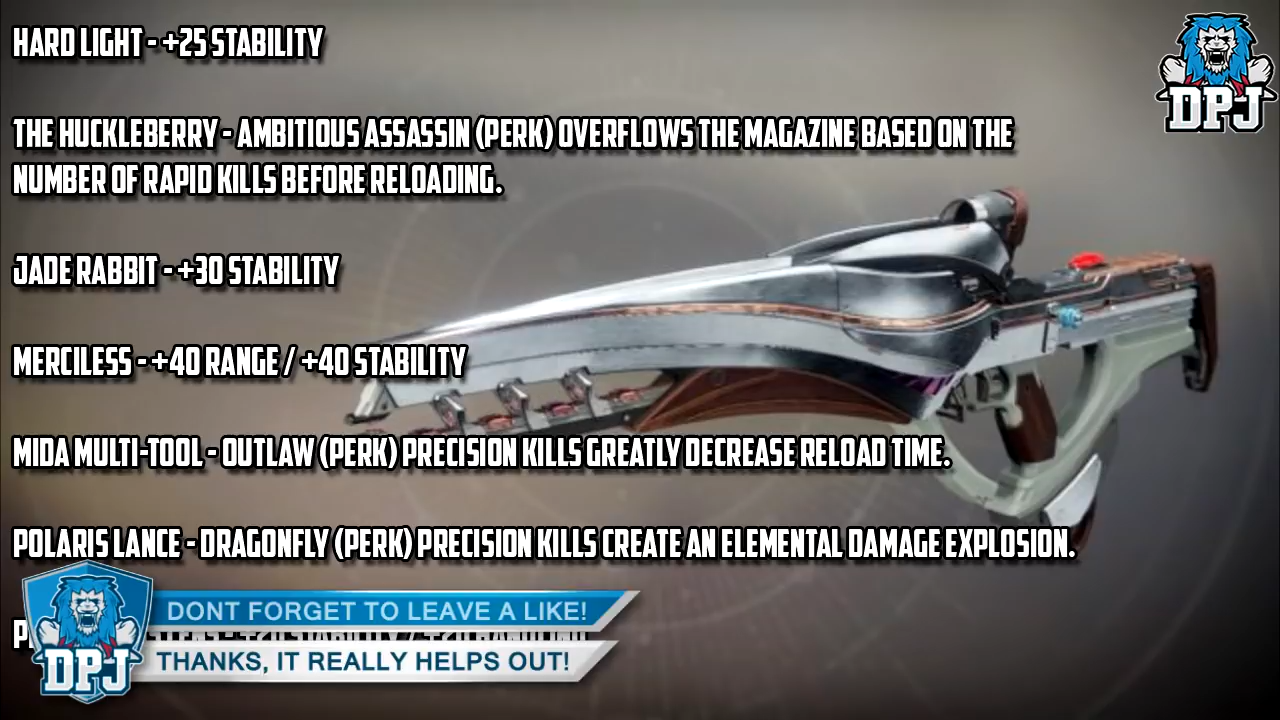 HARD LIGHT - +25 STABILITY
DPJ
THE HUCKLEBERRY - AMBITIOUS ASSASSIN (PERK) OVERFLOWS THE MAGAZINE BASED ON THE
NUMBER OF RAPID KILLS BEFORE RELOADING.
JADE RABBIT - +30 STABILITY
MERCILESS - +40 RANGE / +40 STABILITY
MIDA MULTI-TOOL - OUTLAW (PERK) PRECISION KILLS GREATLY DECREASE RELOAD TIME.
POLARIS LANCE - DRAGONFLY (PERK) PRECISION KILLS CREATE AN ELEMENTAL DAMAGE EXPLOSION.
DONT FORGET TO LEAVE A LIKE!
THANKS, IT REALLY HELPS OUT!
DPJ